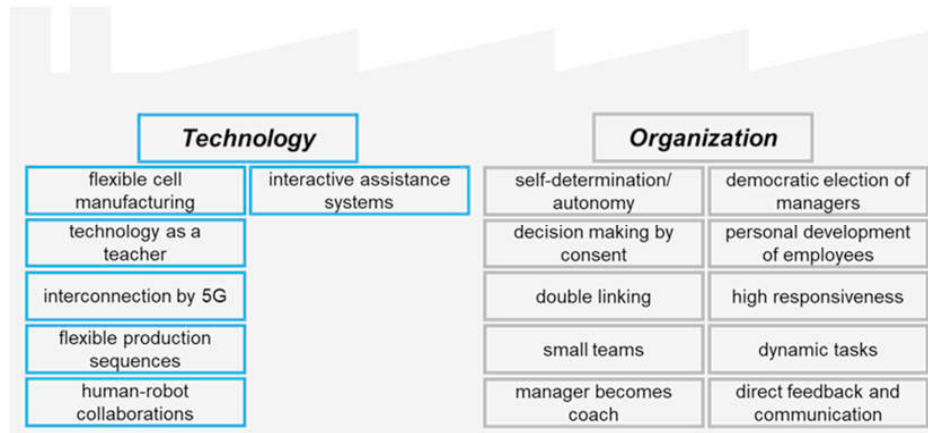 Technology
flexible cell
manufacturing
interactive assistance
systems
technology as a
teacher
interconnection by 5G
flexible production
sequences
human-robot
collaborations
Organization
self-determination/
autonomy
democratic election of
managers
decision making by
consent
personal development
of employees
double linking
high responsiveness
small teams
dynamic tasks
manager becomes
coach
direct feedback and
communication